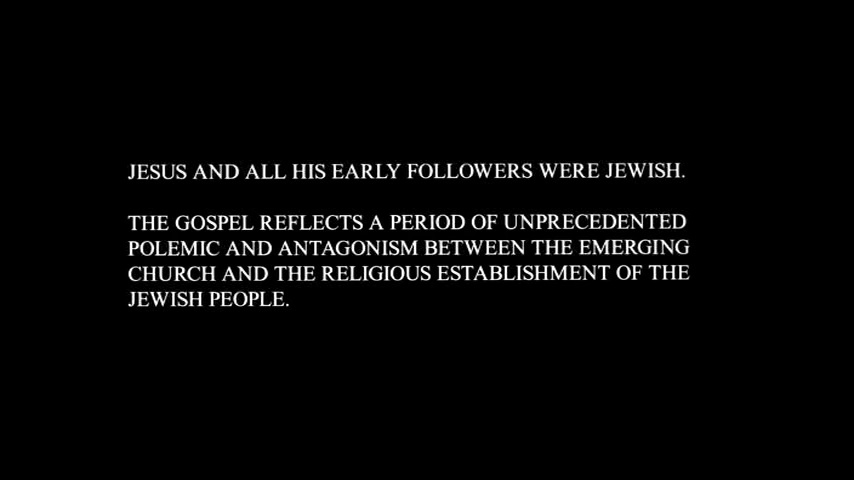 JESUS AND ALL HIS EARLY FOLLOWERS WERE JEWISH.
THE GOSPEL REFLECTS A PERIOD OF UNPRECEDENTED
POLEMIC AND ANTAGONISM BETWEEN THE EMERGING
CHURCH AND THE RELIGIOUS ESTABLISHMENT OF THE
JEWISH PEOPLE.